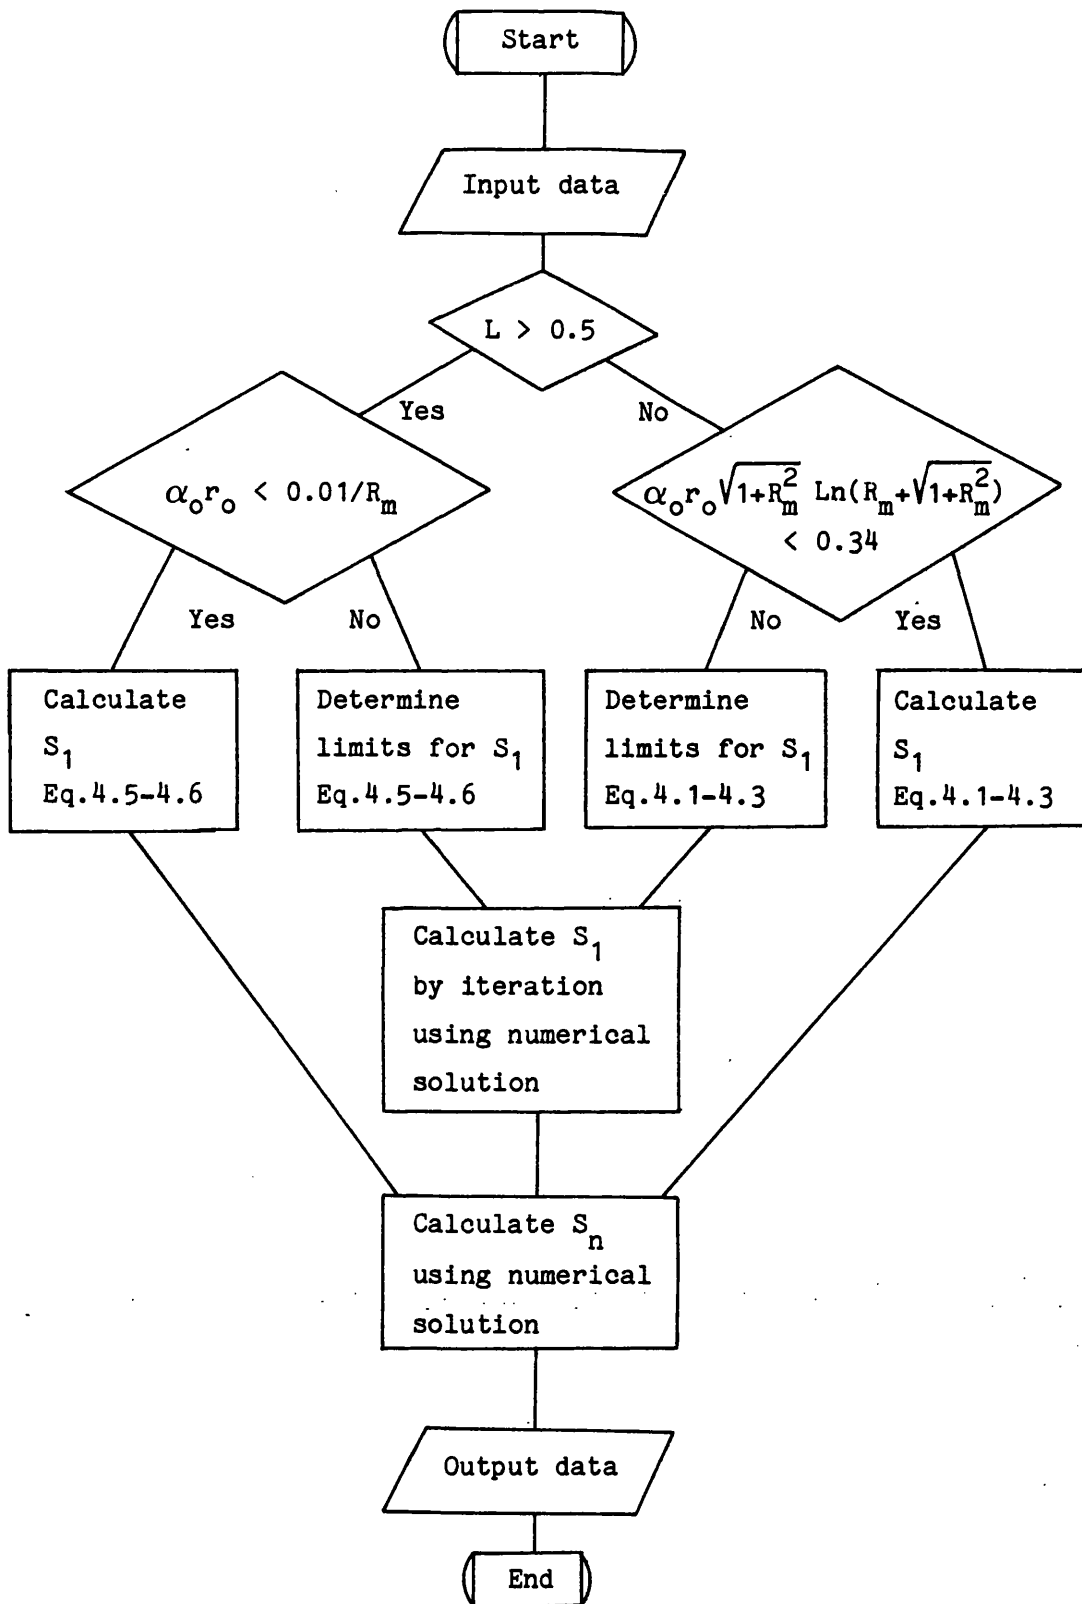 Start
Input data
L > 0.5
Yes
No
α₀r₀ < 0.01/Rₘ
α₀r₀√(1+Rₘ²) Ln(Rₘ+√(1+Rₘ²))
< 0.34
Yes
No
No
Yes
Calculate
S₁
Eq.4.5-4.6
Determine
limits for S₁
Eq.4.5-4.6
Determine
limits for S₁
Eq.4.1-4.3
Calculate
S₁
Eq.4.1-4.3
Calculate S₁
by iteration
using numerical
solution
Calculate Sₙ
using numerical
solution
Output data
End